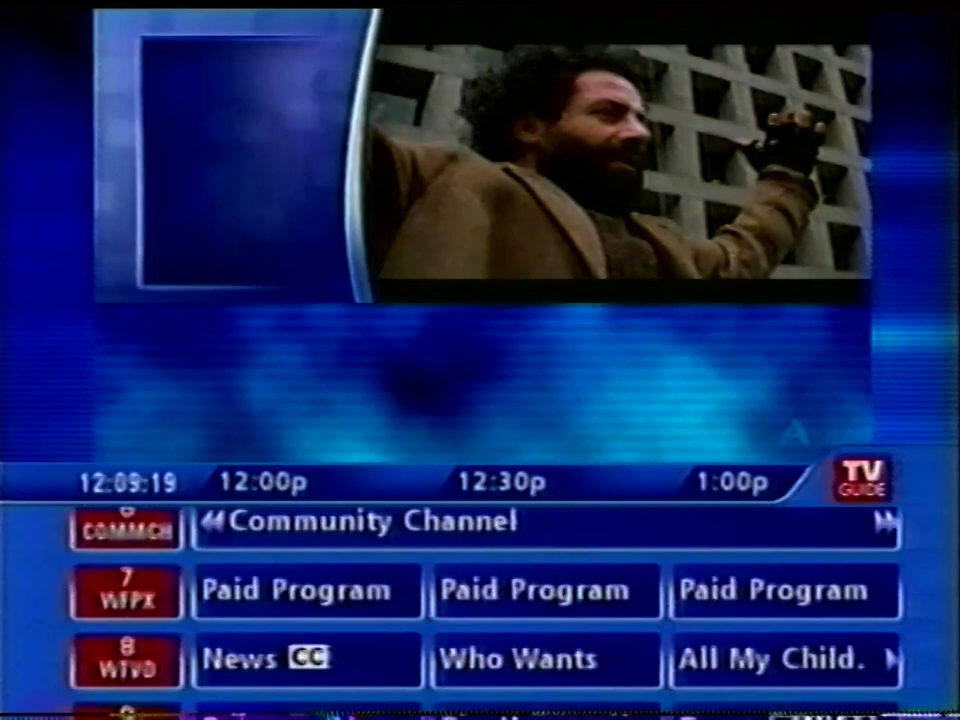 12:09:19 12:00p 12:30p 1:00p TV
GUIDE
COMMCH Community Channel
7
WFPX Paid Program Paid Program Paid Program
8
WTVD News CC Who Wants All My Child.